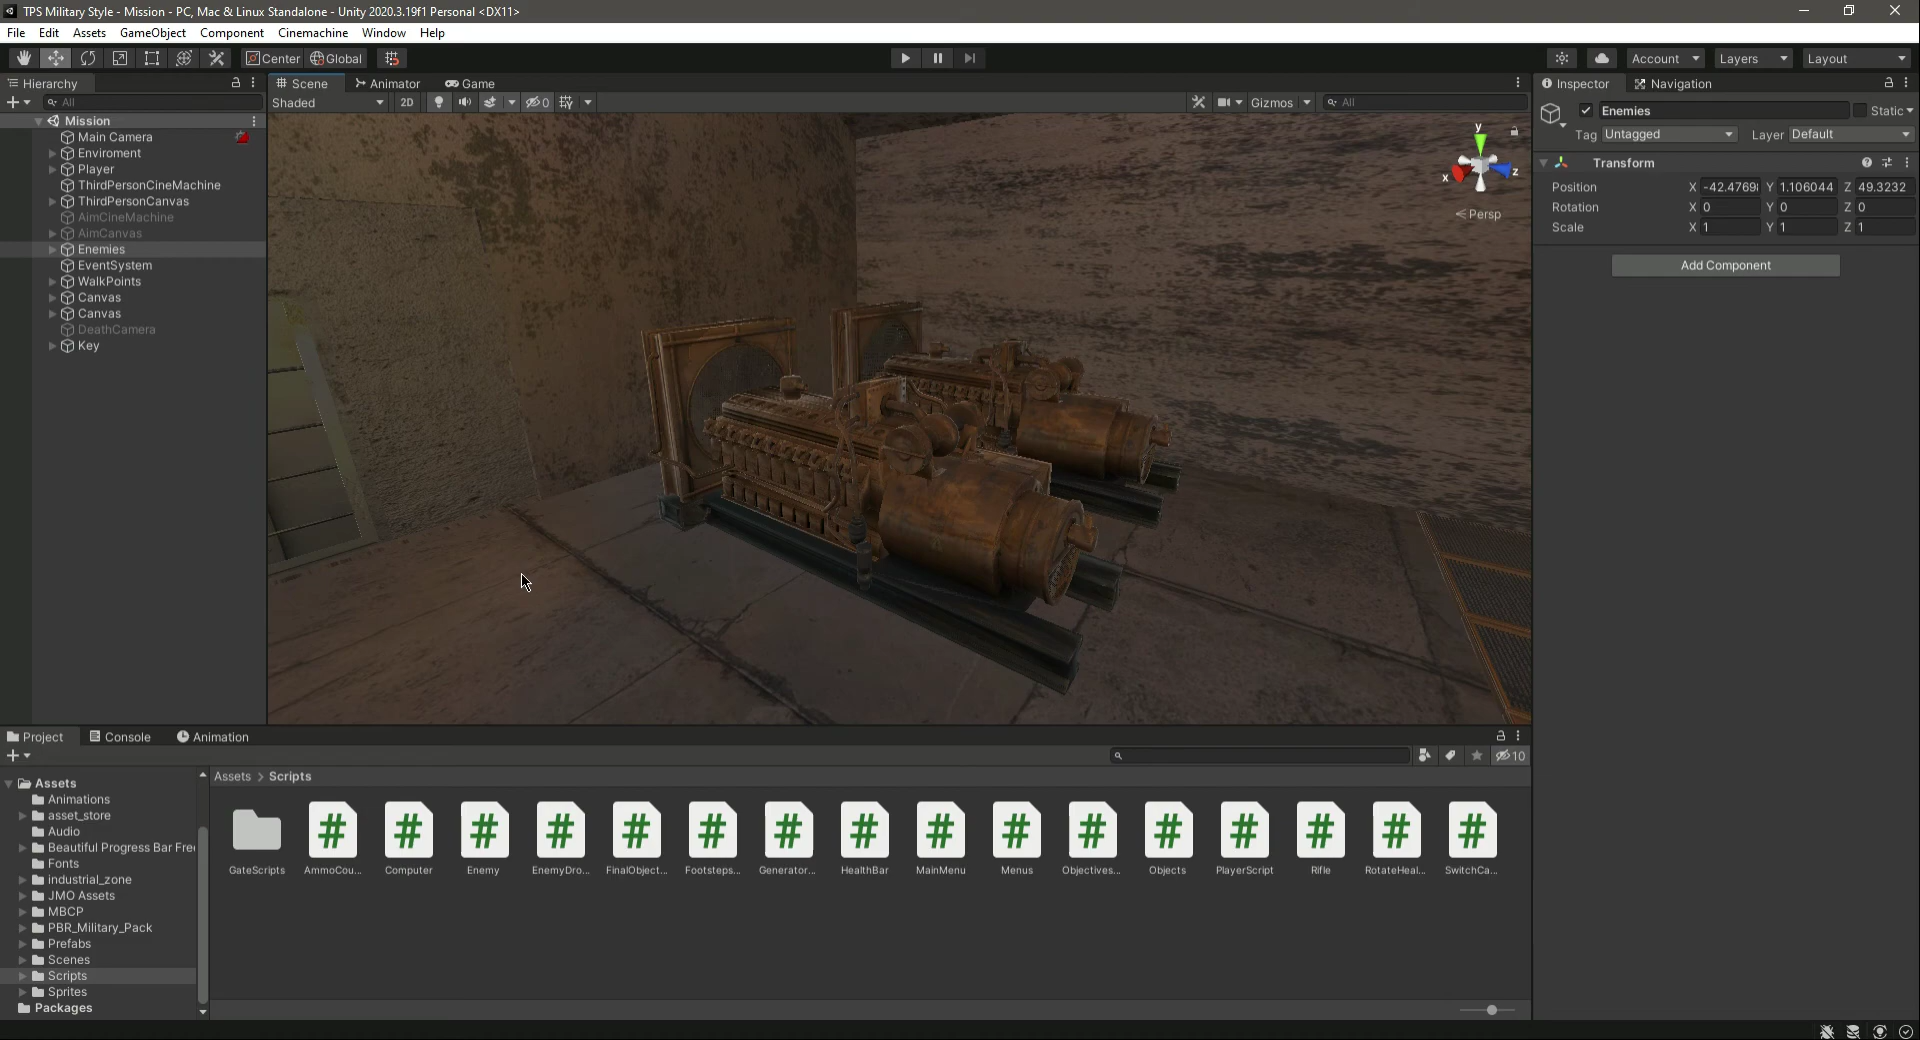 TPS Military Style - Mission - PC, Mac & Linux Standalone - Unity 2020.3.19f1 Personal <DX11>
File Edit Assets GameObject Component Cinemachine Window Help
Center Global Account Layers Layout
Hierarchy
All
Mission
Main Camera
Enviroment
Player
ThirdPersonCineMachine
ThirdPersonCanvas
AimCineMachine
AimCanvas
Enemies
EventSystem
WalkPoints
Canvas
Canvas
DeathCamera
Key
Scene Animator Game
Shaded 2D 0 Gizmos All
y
x z
Persp
Inspector Navigation
Enemies Static
Tag Untagged Layer Default
Transform
Position X -42.4769 Y 1.106044 Z 49.3232
Rotation X 0 Y 0 Z 0
Scale X 1 Y 1 Z 1
Add Component
Project Console Animation
10
Assets
Animations
asset_store
Audio
Beautiful Progress Bar Fre
Fonts
industrial_zone
JMO Assets
MBCP
PBR_Military_Pack
Prefabs
Scenes
Scripts
Sprites
Packages
Assets > Scripts
# # # # # # # # # # # # # # # #
GateScripts AmmoCou... Computer Enemy EnemyDro... FinalObject... Footsteps... Generator... HealthBar MainMenu Menus Objectives... Objects PlayerScript Rifle RotateHeal... SwitchCa...